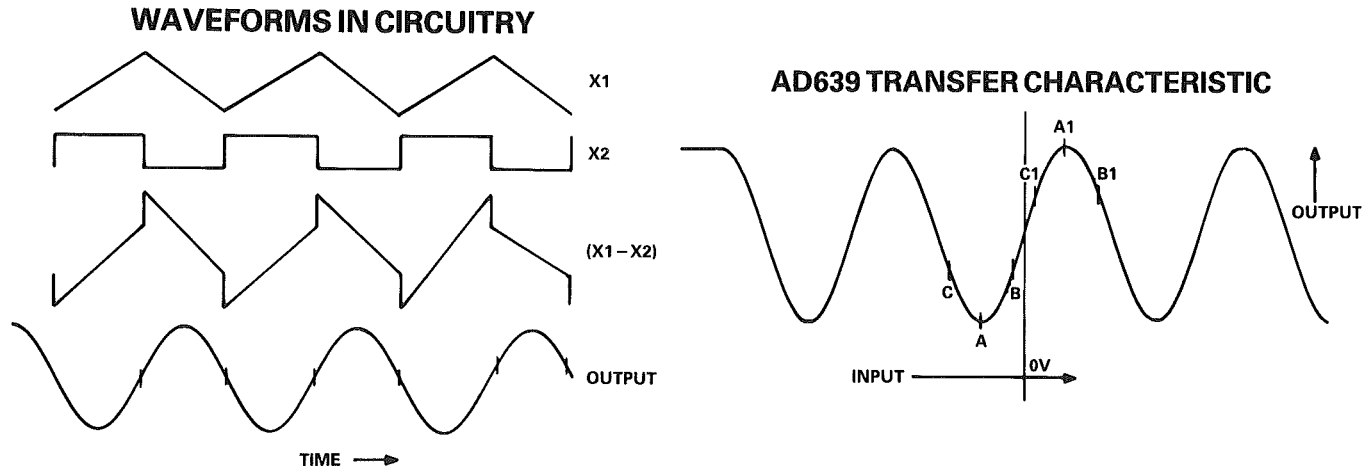 WAVEFORMS IN CIRCUITRY
X1
X2
(X1–X2)
OUTPUT
TIME
AD639 TRANSFER CHARACTERISTIC
A1
C1
B1
OUTPUT
C
B
A
INPUT
0V